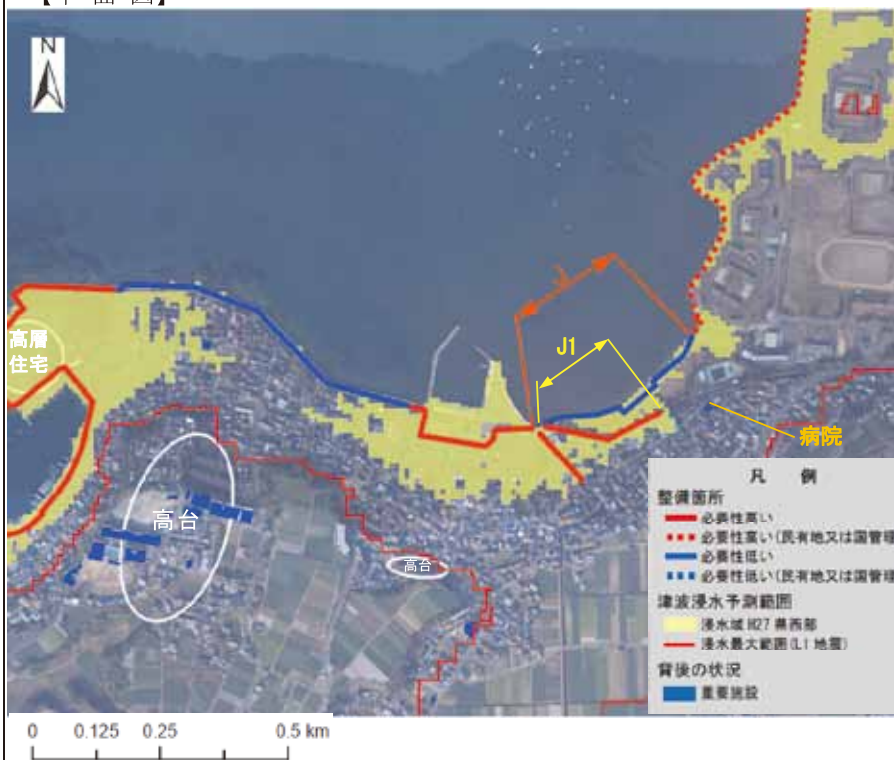 【平 面 図】
N
高層
住宅
J
J1
病院
高台
高台
凡 例
整備箇所
必要性高い
必要性高い(民有地又は国管理
必要性低い
必要性低い(民有地又は国管理
津波浸水予測範囲
浸水域 H27 県西部
浸水最大範囲(L1 地震)
背後の状況
重要施設
0 0.125 0.25 0.5 km